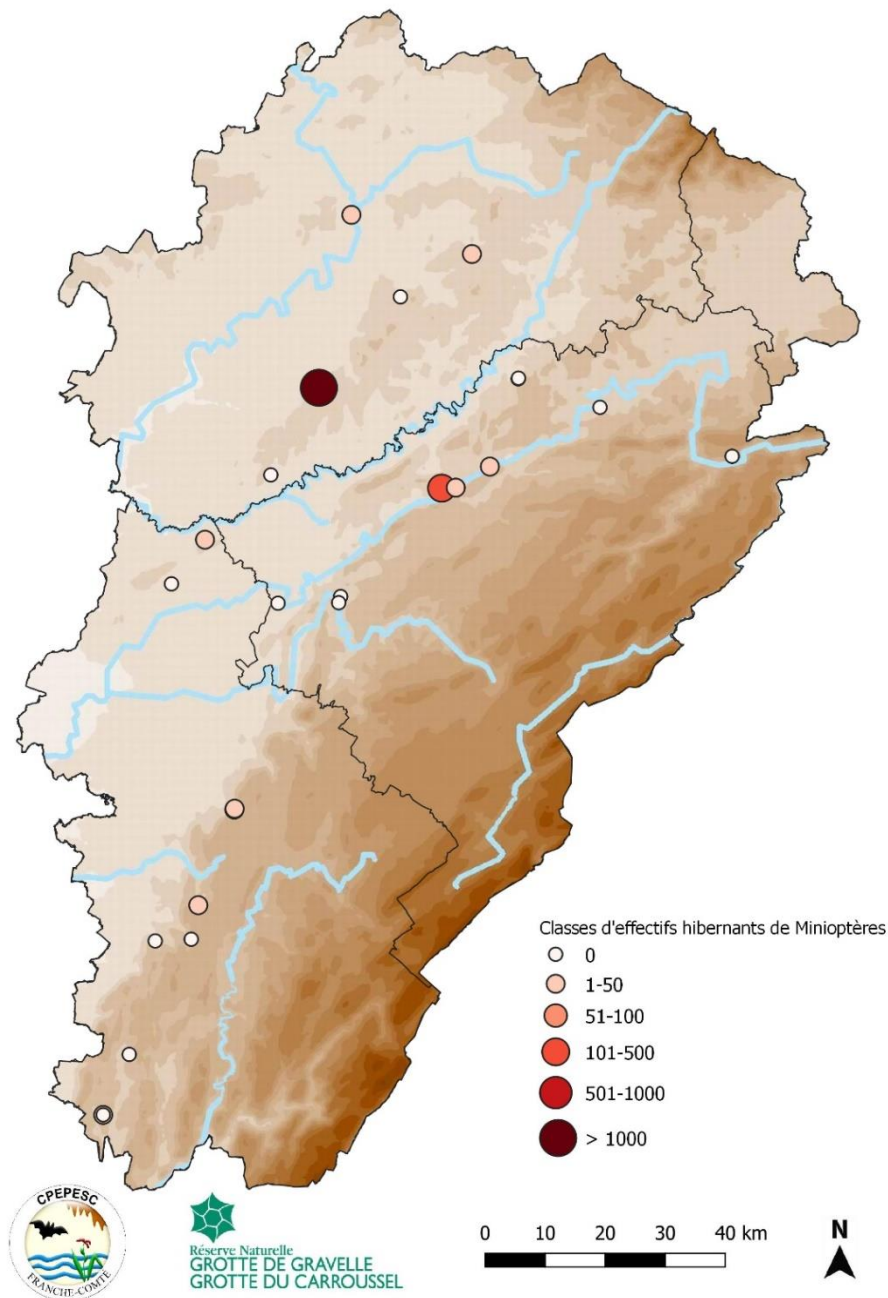 Classes d'effectifs hibernants de Minioptères
0
1-50
51-100
101-500
501-1000
> 1000
CPEPESC
FRANCHE-COMTÉ
Réserve Naturelle
GROTTE DE GRAVELLE
GROTTE DU CARROUSSEL
0 10 20 30 40 km
N